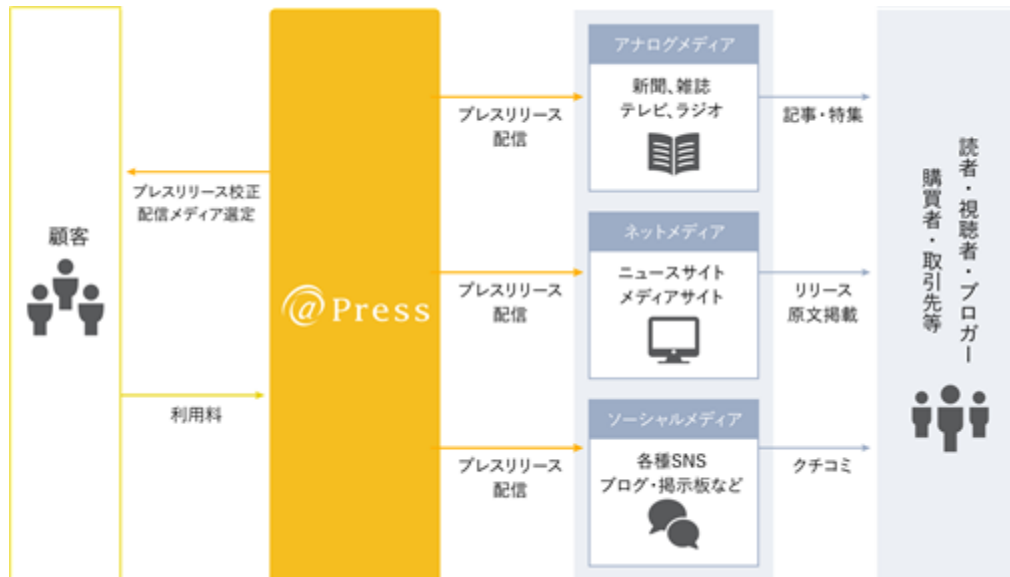 顧客
プレスリリース校正
配信メディア選定
利用料
@Press
プレスリリース
配信
アナログメディア
新聞、雑誌
テレビ、ラジオ
記事・特集
プレスリリース
配信
ネットメディア
ニュースサイト
メディアサイト
リリース
原文掲載
プレスリリース
配信
ソーシャルメディア
各種SNS
ブログ・掲示板など
クチコミ
読者・視聴者・ブロガー
購買者・取引先等